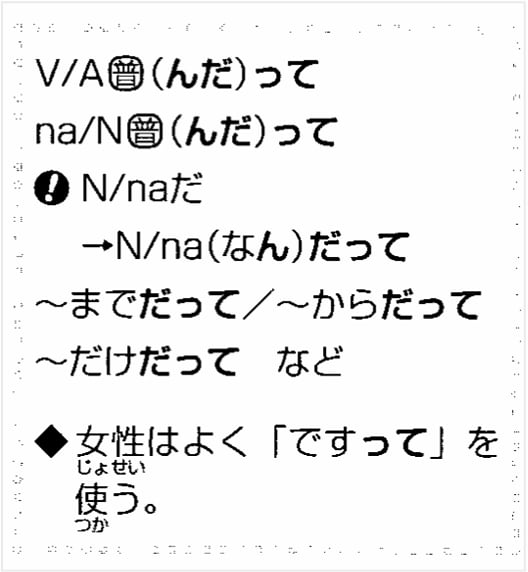 V/A普(んだ)って
na/N普(んだ)って
! N/naだ
→N/na(なん)だって
～までだって／～からだって
～だけだって　など
◆女性はよく「ですって」を
じょせい
使う。
つか